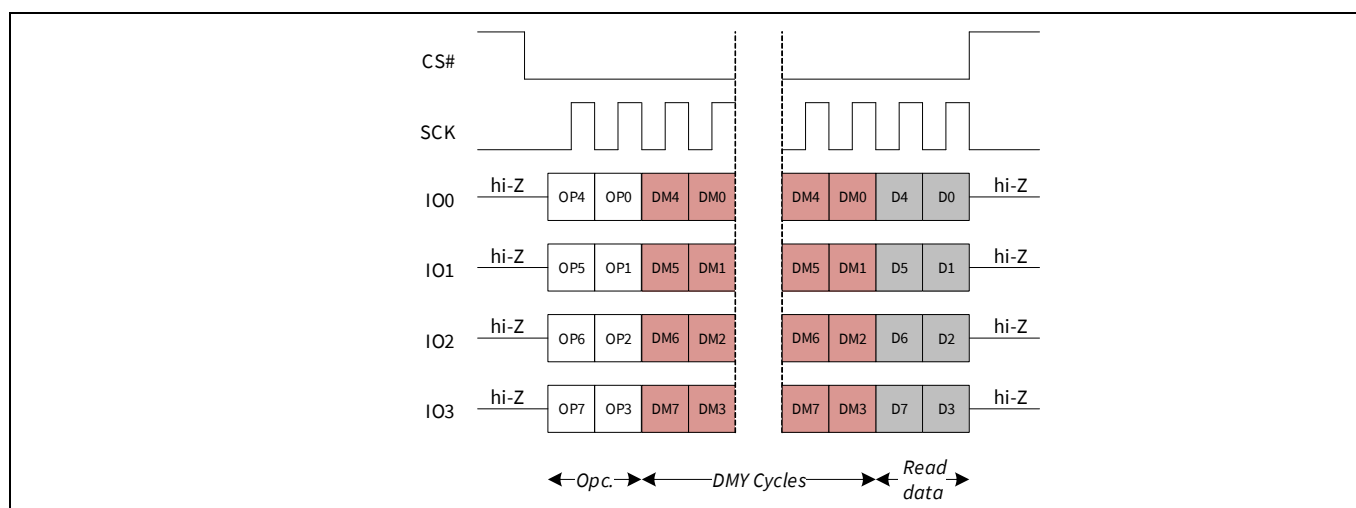 CS#
SCK
hi-Z hi-Z
IO0 OP4 OP0 DM4 DM0 DM4 DM0 D4 D0
hi-Z hi-Z
IO1 OP5 OP1 DM5 DM1 DM5 DM1 D5 D1
hi-Z hi-Z
IO2 OP6 OP2 DM6 DM2 DM6 DM2 D6 D2
hi-Z hi-Z
IO3 OP7 OP3 DM7 DM3 DM7 DM3 D7 D3
Opc. DMY Cycles Read
data